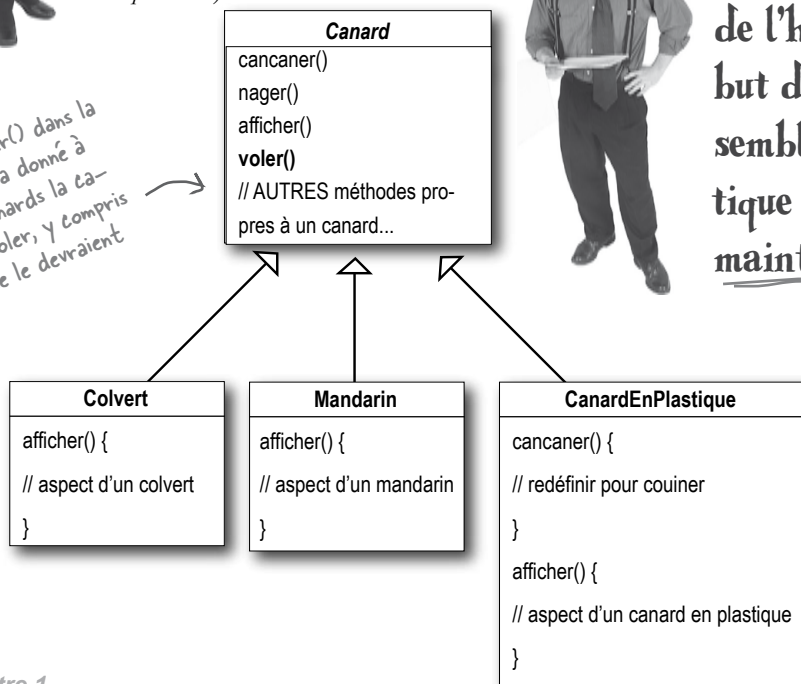 Canard
cancaner()
nager()
afficher()
voler()
// AUTRES méthodes pro-
pres à un canard...
dans la
donné à
la ca-
y compris
le devraient
de l'h
but d
sembl
tique
maint
Colvert
afficher() {
// aspect d'un colvert
}
Mandarin
afficher() {
// aspect d'un mandarin
}
CanardEnPlastique
cancaner() {
// redéfinir pour couiner
}
afficher() {
// aspect d'un canard en plastique
}